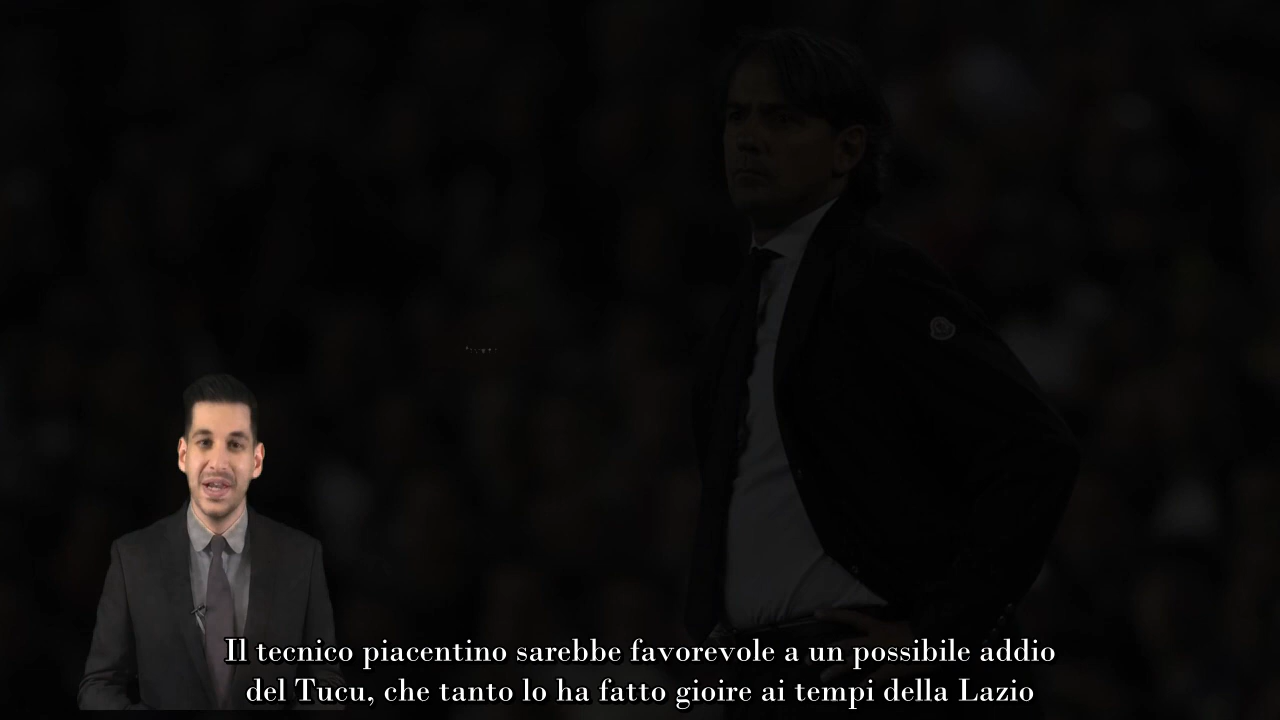 Il tecnico piacentino sarebbe favorevole a un possibile addio
del Tucu, che tanto lo ha fatto gioire ai tempi della Lazio